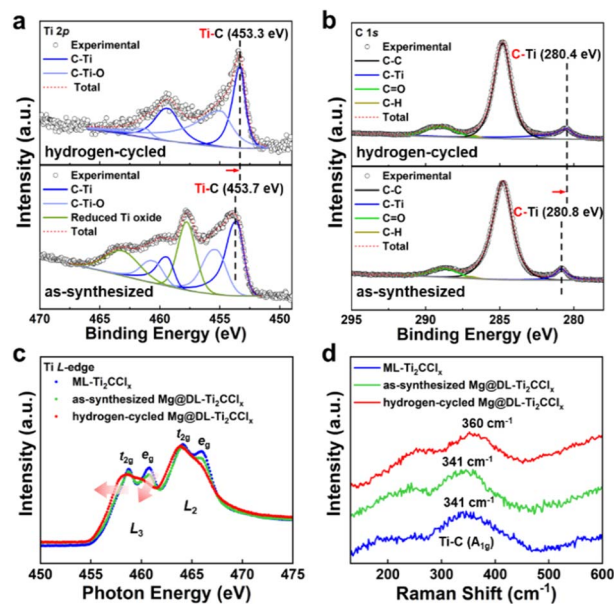 a
Ti 2p
Ti-C (453.3 eV)
Experimental
C-Ti
C-Ti-O
Total
hydrogen-cycled
Experimental
C-Ti
C-Ti-O
Reduced Ti oxide
Total
Ti-C (453.7 eV)
as-synthesized
Intensity (a.u.)
470 465 460 455 450
Binding Energy (eV)
b
C 1s
Experimental
C-C
C-Ti
C=O
C-H
Total
C-Ti (280.4 eV)
hydrogen-cycled
Experimental
C-C
C-Ti
C=O
C-H
Total
C-Ti (280.8 eV)
as-synthesized
Intensity (a.u.)
295 290 285 280
Binding Energy (eV)
c
Ti L-edge
ML-Ti₂CClₓ
as-synthesized Mg@DL-Ti₂CClₓ
hydrogen-cycled Mg@DL-Ti₂CClₓ
t₂g
eg
t₂g
eg
L₃
L₂
Intensity (a.u.)
450 455 460 465 470 475
Photon Energy (eV)
d
ML-Ti₂CClₓ
as-synthesized Mg@DL-Ti₂CClₓ
hydrogen-cycled Mg@DL-Ti₂CClₓ
360 cm⁻¹
341 cm⁻¹
341 cm⁻¹
Ti-C (A₁g)
Intensity (a.u.)
200 300 400 500 600
Raman Shift (cm⁻¹)